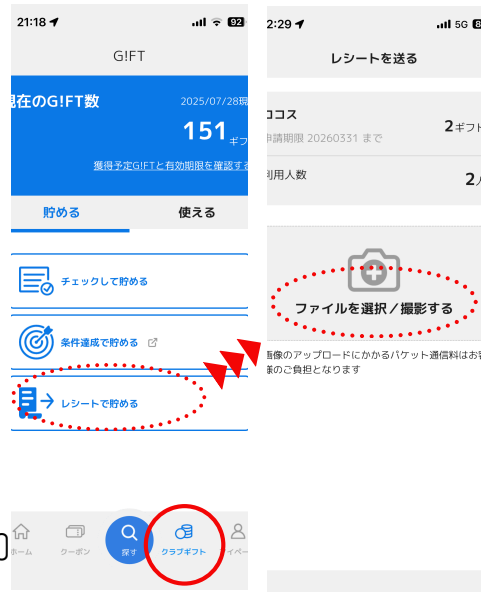 21:18
92
G!FT
現在のG!FT数
2025/07/28現
151 ギフ
獲得予定G!FTと有効期限を確認する
貯める
使える
チェックして貯める
条件達成で貯める
レシートで貯める
ホーム
クーポン
探す
クラブギフト
マイペー
2:29
5G
レシートを送る
ココス
申請期限 20260331 まで
2ギフト
利用人数
2人
ファイルを選択/撮影する
画像のアップロードにかかるパケット通信料はお客
様のご負担となります